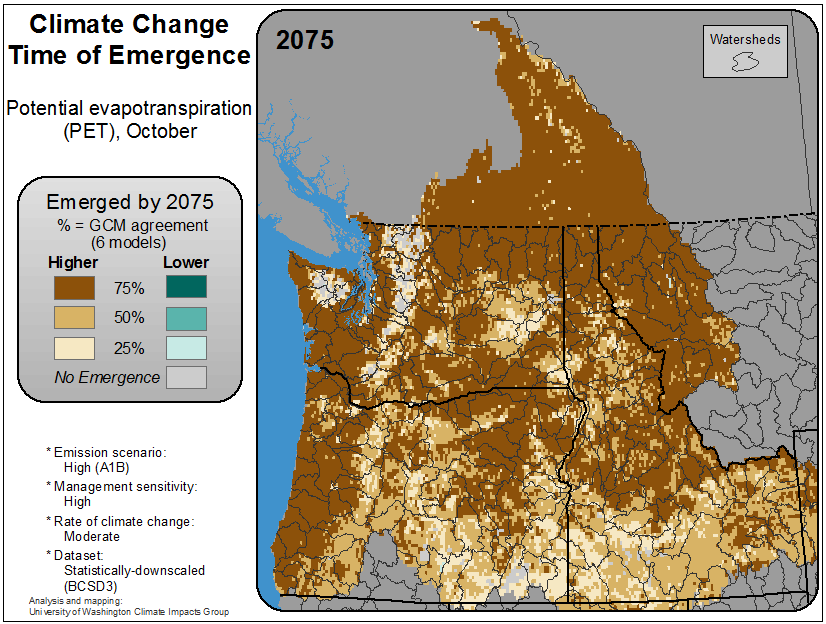 Climate Change
Time of Emergence
Potential evapotranspiration
(PET), October
Emerged by 2075
% = GCM agreement
(6 models)
Higher Lower
75%
50%
25%
No Emergence
* Emission scenario:
High (A1B)
* Management sensitivity:
High
* Rate of climate change:
Moderate
* Dataset:
Statistically-downscaled
(BCSD3)
Analysis and mapping:
University of Washington Climate Impacts Group
2075
Watersheds